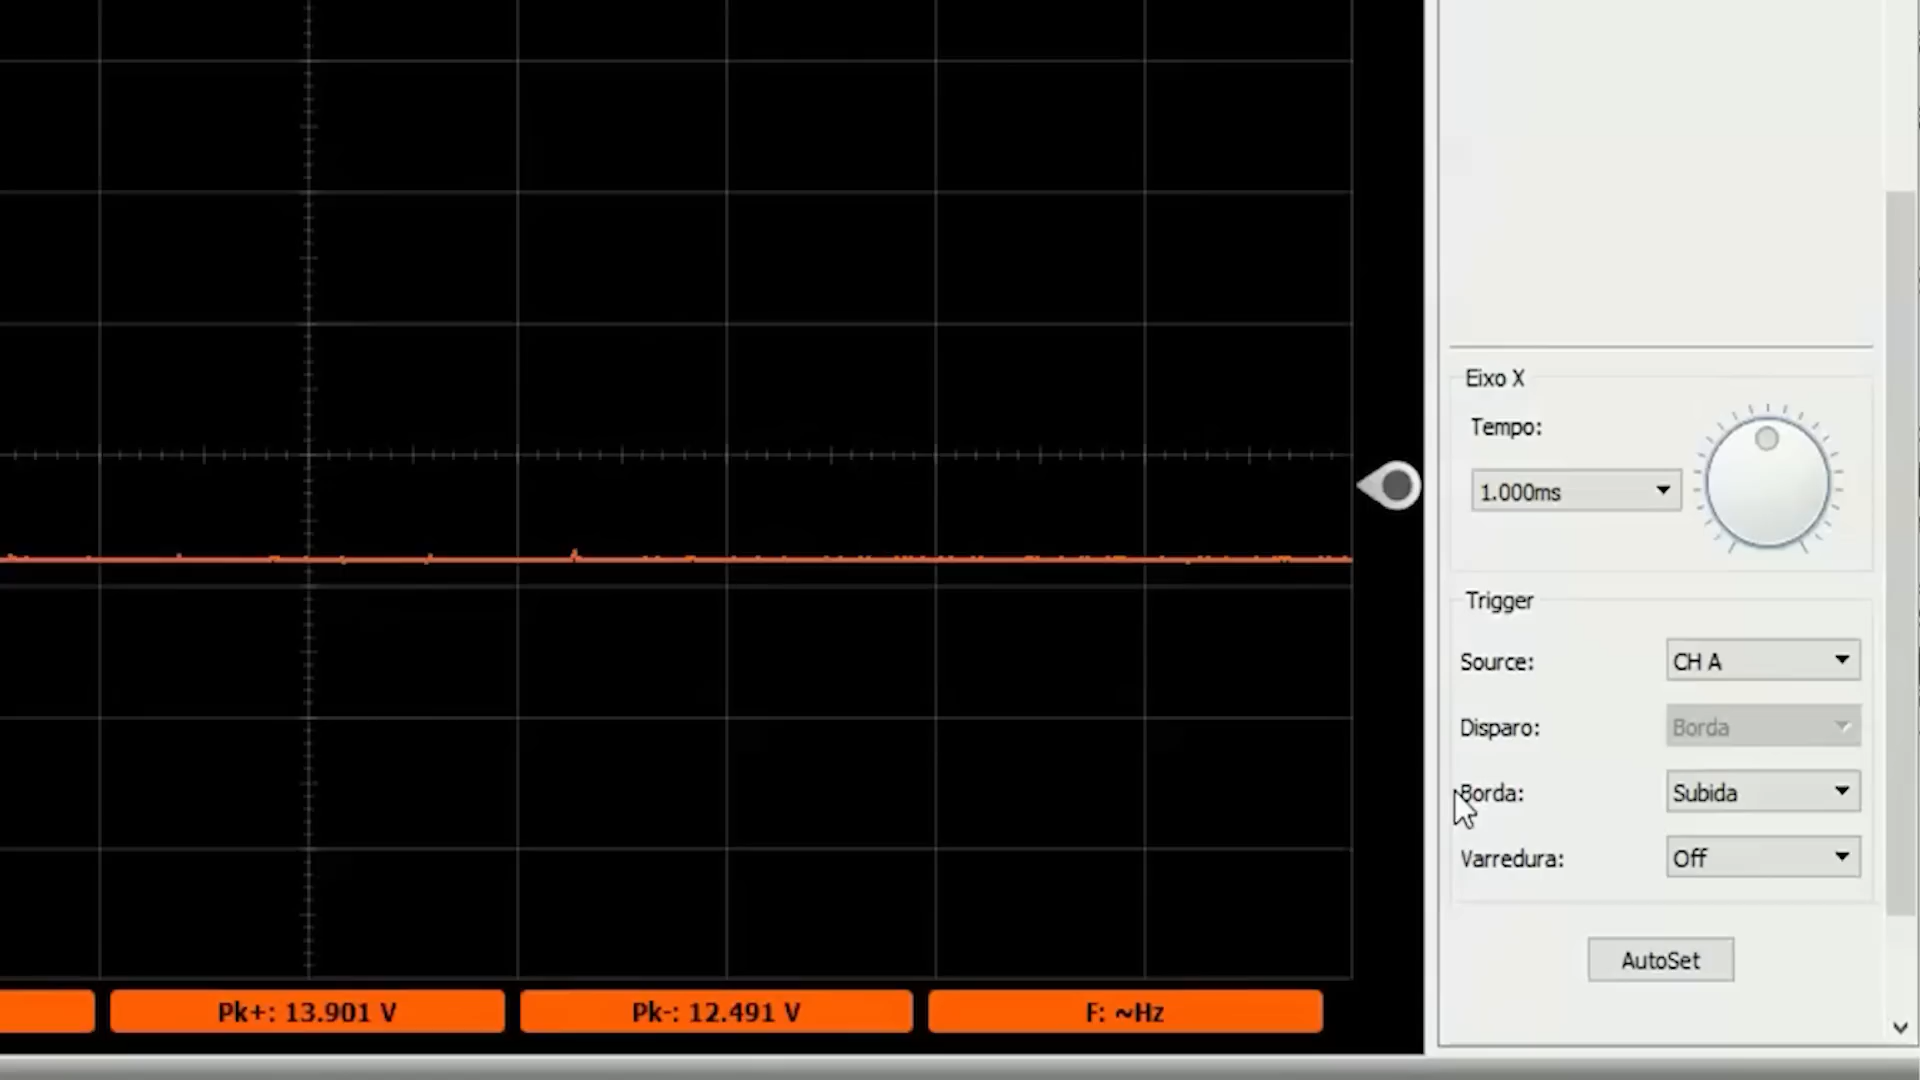 Eixo X
Tempo:
1.000ms
Trigger
Source: CH A
Disparo: Borda
Borda: Subida
Varredura: Off
AutoSet
Pk+: 13.901 V
Pk-: 12.491 V
F: ~Hz